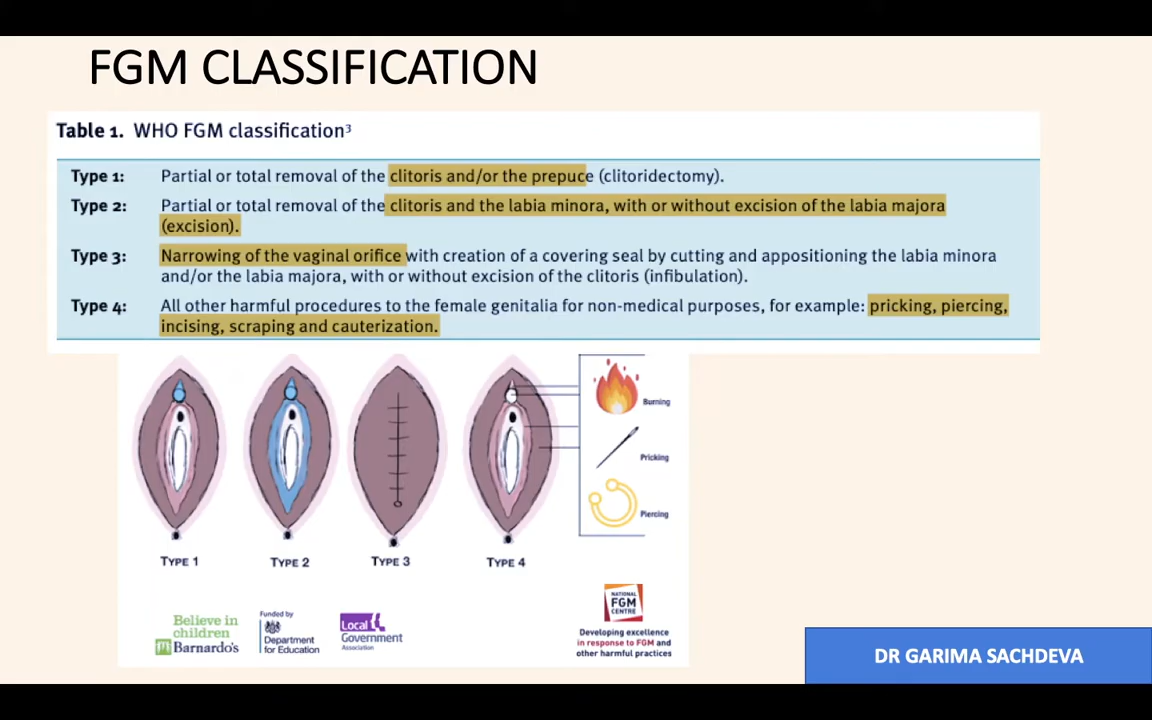 FGM CLASSIFICATION
Table 1. WHO FGM classification³
Type 1: Partial or total removal of the clitoris and/or the prepuce (clitoridectomy).
Type 2: Partial or total removal of the clitoris and the labia minora, with or without excision of the labia majora
(excision).
Type 3: Narrowing of the vaginal orifice with creation of a covering seal by cutting and appositioning the labia minora
and/or the labia majora, with or without excision of the clitoris (infibulation).
Type 4: All other harmful procedures to the female genitalia for non-medical purposes, for example: pricking, piercing,
incising, scraping and cauterization.
Burning
Pricking
Piercing
TYPE 1
TYPE 2
TYPE 3
TYPE 4
Believe in
children
Barnardo's
Funded by
Department
for Education
Local
Government
Association
NATIONAL
FGM
CENTRE
Developing excellence
in response to FGM and
other harmful practices
DR GARIMA SACHDEVA